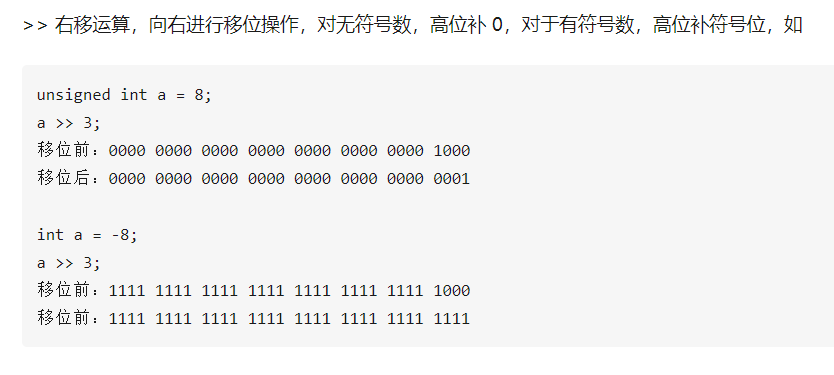 >> 右移运算，向右进行移位操作，对无符号数，高位补 0，对于有符号数，高位补符号位，如
unsigned int a = 8;
a >> 3;
移位前：0000 0000 0000 0000 0000 0000 0000 1000
移位后：0000 0000 0000 0000 0000 0000 0000 0001
int a = -8;
a >> 3;
移位前：1111 1111 1111 1111 1111 1111 1111 1000
移位前：1111 1111 1111 1111 1111 1111 1111 1111